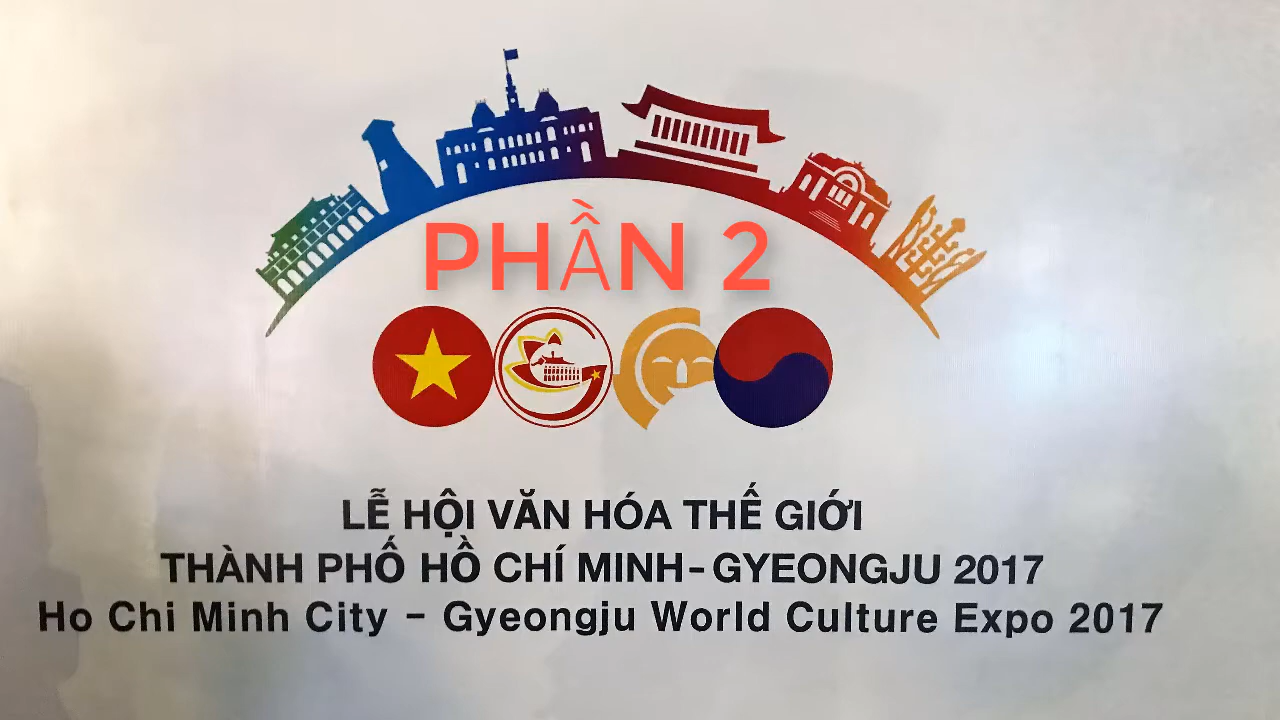 PHẦN 2
LỄ HỘI VĂN HÓA THẾ GIỚI
THÀNH PHỐ HỒ CHÍ MINH-GYEONGJU 2017
Ho Chi Minh City - Gyeongju World Culture Expo 2017